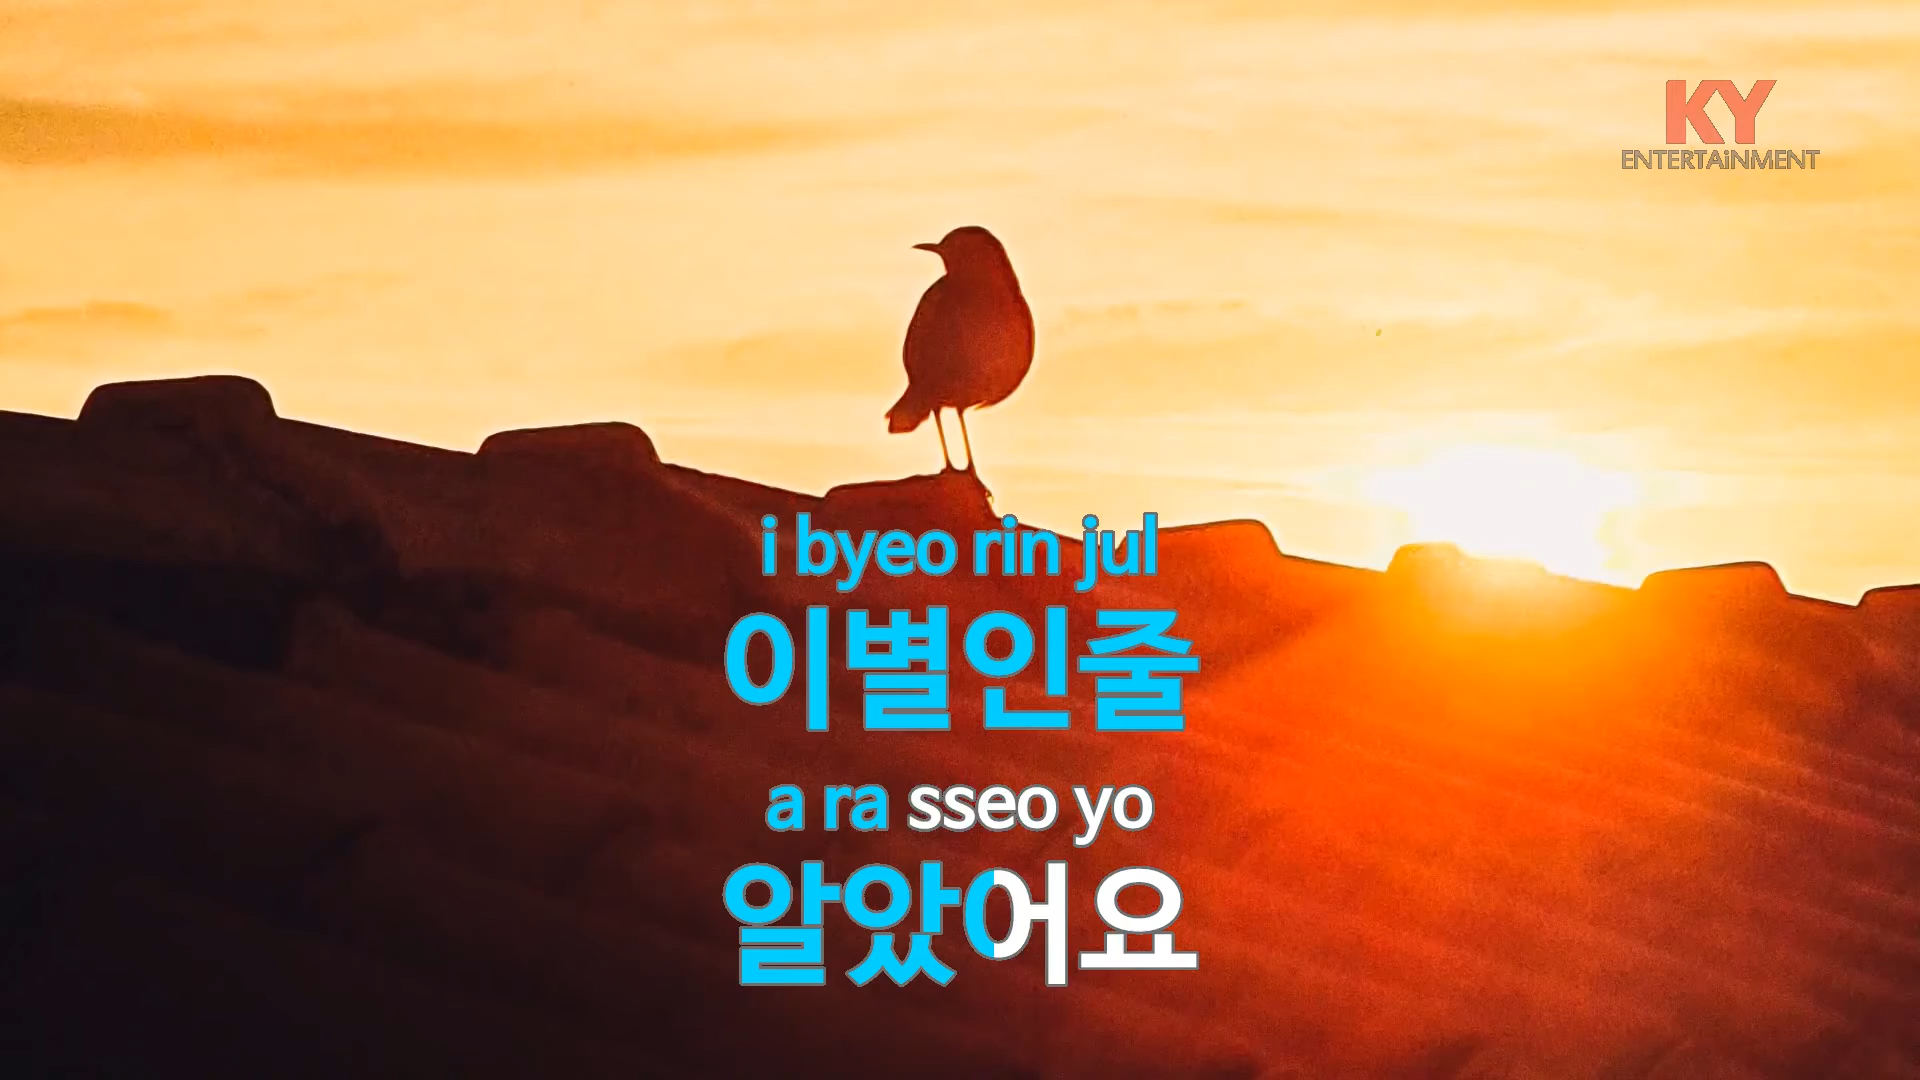 KY
ENTERTAiNMENT
i byeo rin jul
이별인줄
a ra sseo yo
알았어요